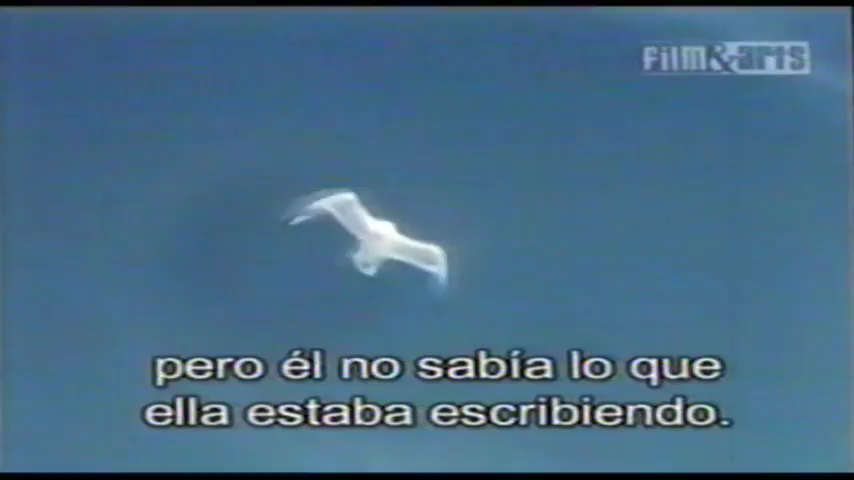 film&arts
pero él no sabía lo que
ella estaba escribiendo.